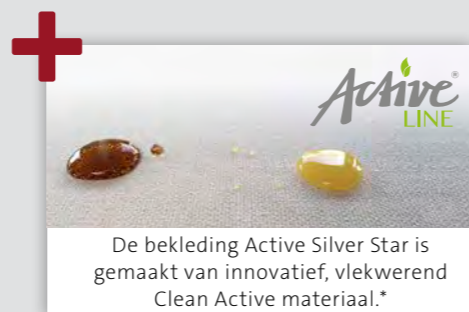 Active®
LINE
De bekleding Active Silver Star is
gemaakt van innovatief, vlekwerend
Clean Active materiaal.*